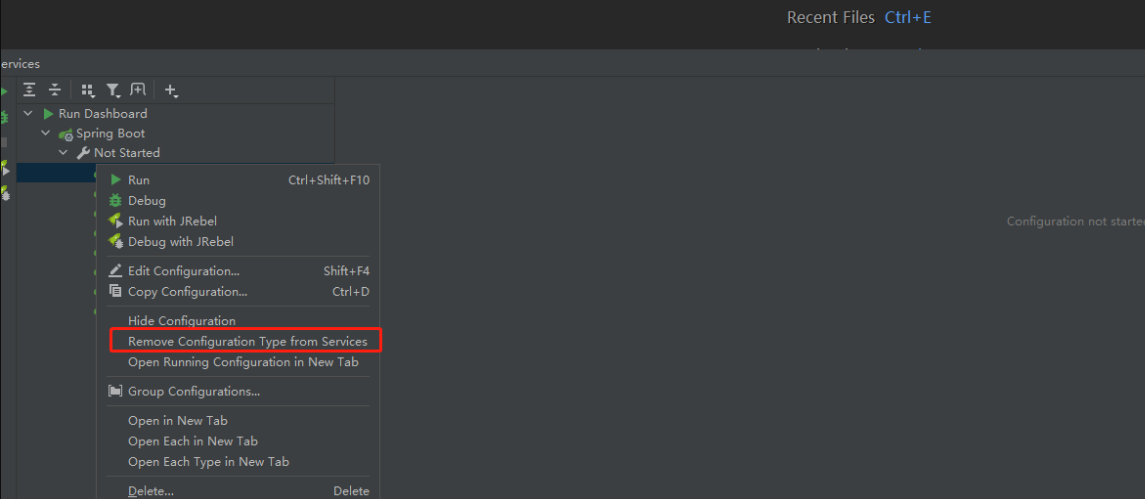 Recent Files Ctrl+E
ervices
Run Dashboard
Spring Boot
Not Started
Run Ctrl+Shift+F10
Debug
Run with JRebel
Debug with JRebel
Configuration not starte
Edit Configuration... Shift+F4
Copy Configuration... Ctrl+D
Hide Configuration
Remove Configuration Type from Services
Open Running Configuration in New Tab
Group Configurations...
Open in New Tab
Open Each in New Tab
Open Each Type in New Tab
Delete... Delete